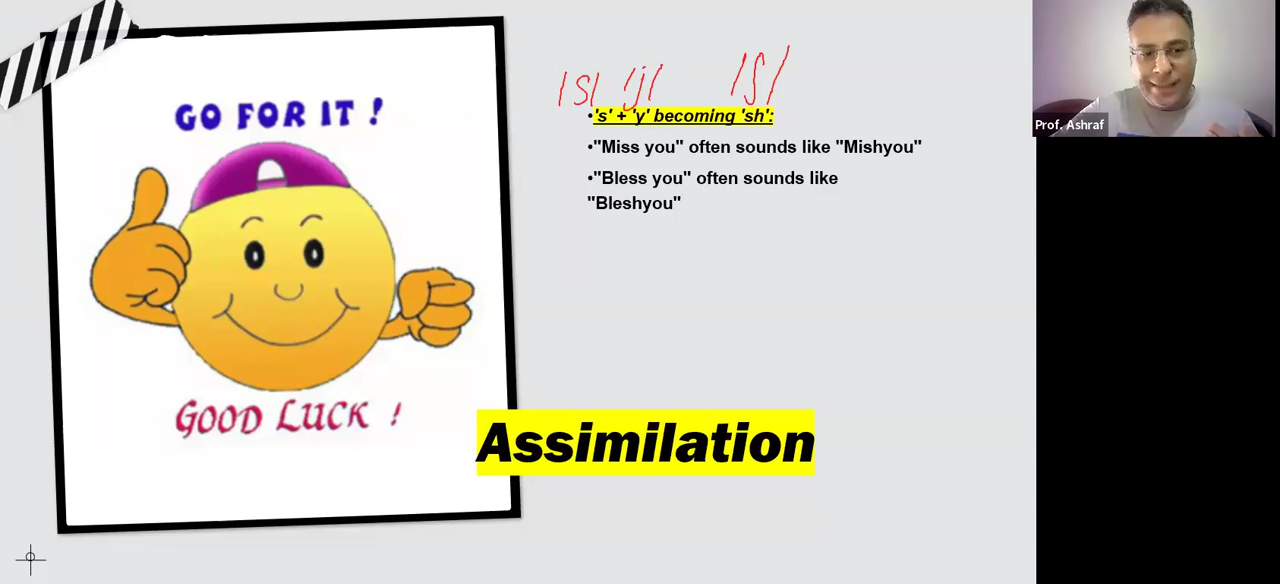 GO FOR IT !
GOOD LUCK !
/s/ /j/ /ʃ/
•'s' + 'y' becoming 'sh':
•"Miss you" often sounds like "Mishyou"
•"Bless you" often sounds like
"Bleshyou"
Assimilation
Prof. Ashraf